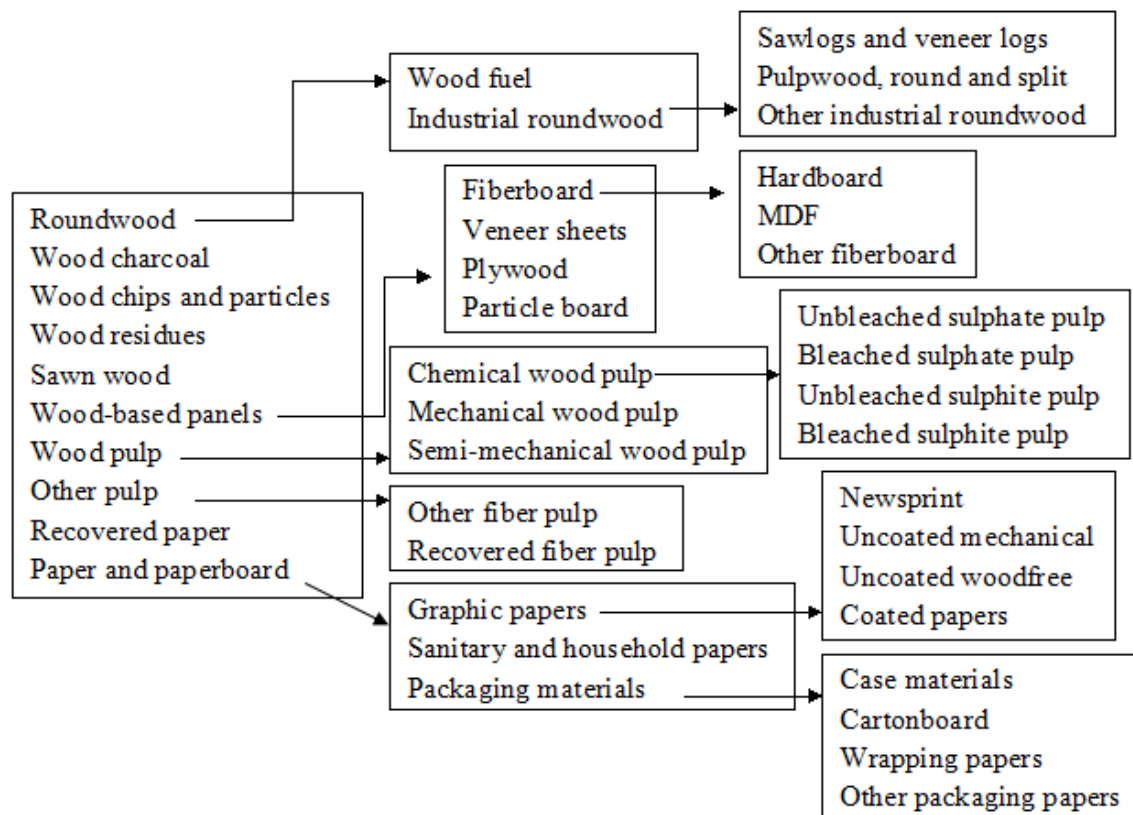 Roundwood
Wood charcoal
Wood chips and particles
Wood residues
Sawn wood
Wood-based panels
Wood pulp
Other pulp
Recovered paper
Paper and paperboard
Wood fuel
Industrial roundwood
Sawlogs and veneer logs
Pulpwood, round and split
Other industrial roundwood
Fiberboard
Veneer sheets
Plywood
Particle board
Hardboard
MDF
Other fiberboard
Chemical wood pulp
Mechanical wood pulp
Semi-mechanical wood pulp
Unbleached sulphate pulp
Bleached sulphate pulp
Unbleached sulphite pulp
Bleached sulphite pulp
Other fiber pulp
Recovered fiber pulp
Graphic papers
Sanitary and household papers
Packaging materials
Newsprint
Uncoated mechanical
Uncoated woodfree
Coated papers
Case materials
Cartonboard
Wrapping papers
Other packaging papers